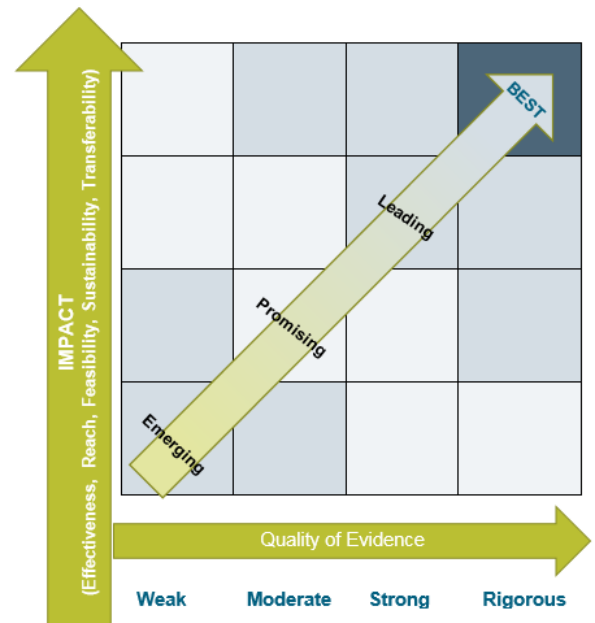 IMPACT
(Effectiveness, Reach, Feasibility, Sustainability, Transferability)
BEST
Leading
Promising
Emerging
Quality of Evidence
Weak
Moderate
Strong
Rigorous